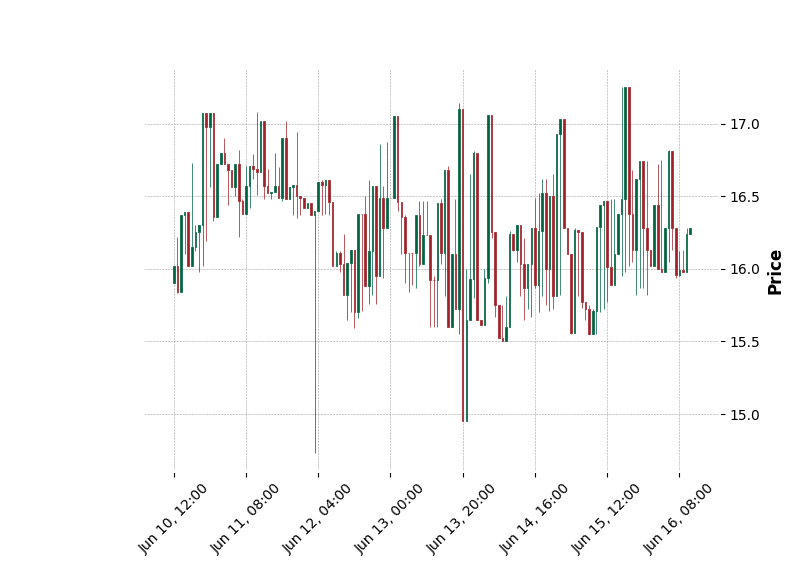 17.0
16.5
16.0
15.5
15.0
Price
Jun 10, 12:00
Jun 11, 08:00
Jun 12, 04:00
Jun 13, 00:00
Jun 13, 20:00
Jun 14, 16:00
Jun 15, 12:00
Jun 16, 08:00